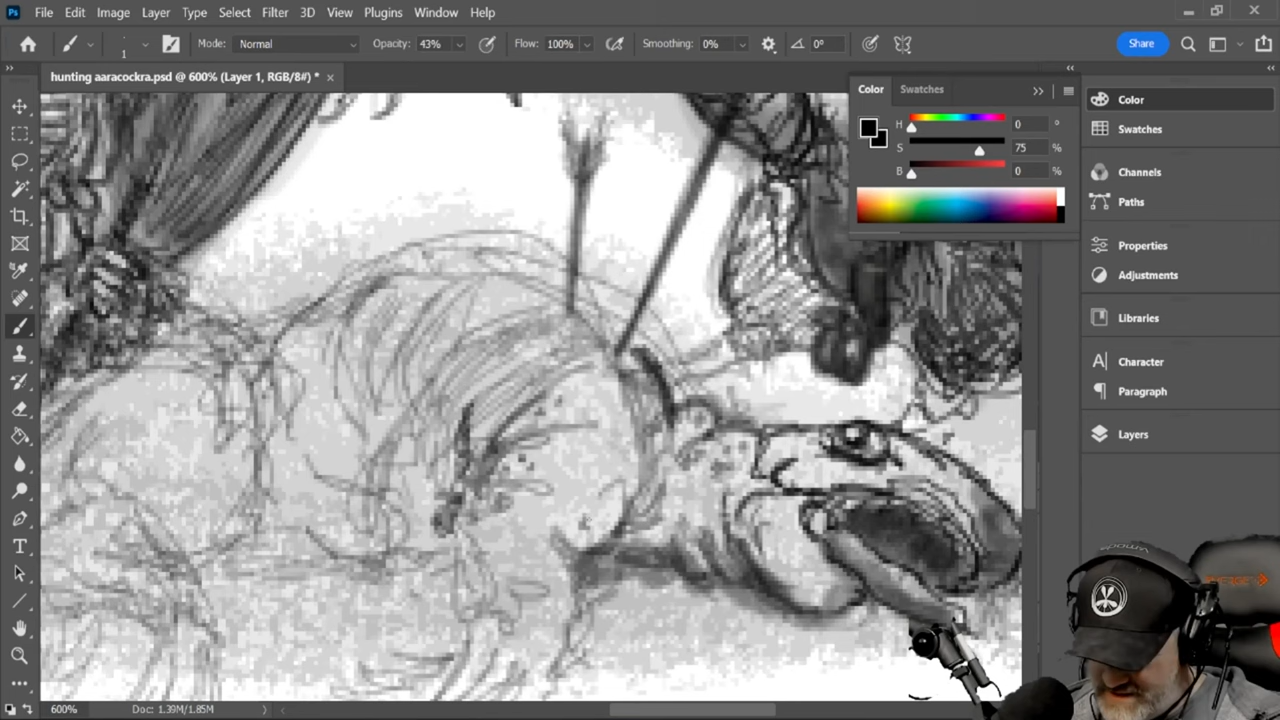 Ps File Edit Image Layer Type Select Filter 3D View Plugins Window Help
1 Mode: Normal Opacity: 43% Flow: 100% Smoothing: 0% 0° Share
hunting aaracockra.psd @ 600% (Layer 1, RGB/8#) * ×
Color Swatches
H 0 °
S 75 %
B 0 %
Color
Swatches
Channels
Paths
Properties
Adjustments
Libraries
Character
Paragraph
Layers
600% Doc: 1.39M/1.85M